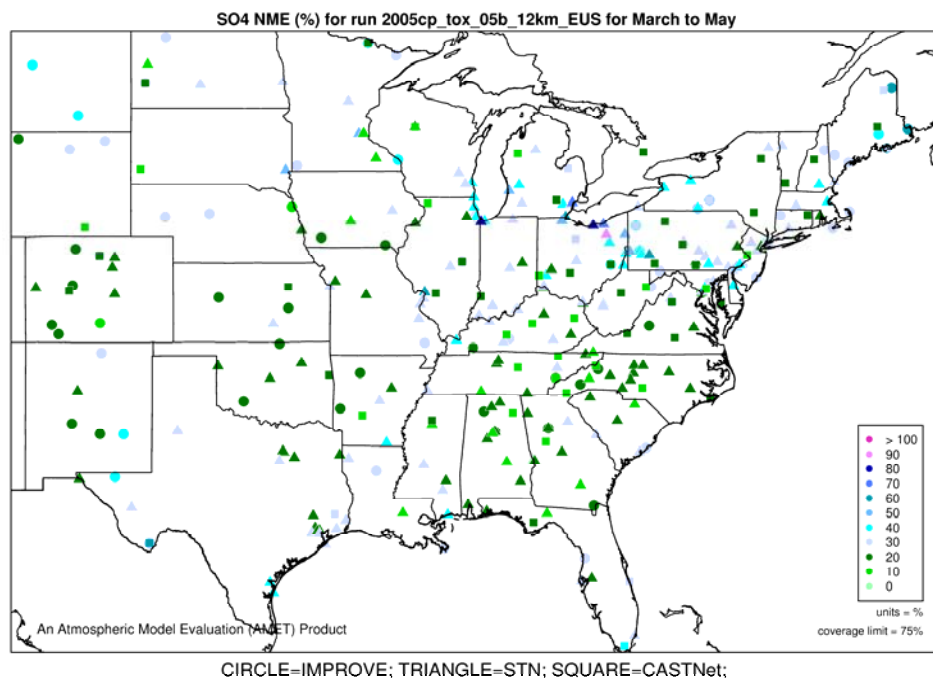 SO4 NME (%) for run 2005cp_tox_05b_12km_EUS for March to May
> 100
90
80
70
60
50
40
30
20
10
0
units = %
coverage limit = 75%
An Atmospheric Model Evaluation (AMET) Product
CIRCLE=IMPROVE; TRIANGLE=STN; SQUARE=CASTNet;